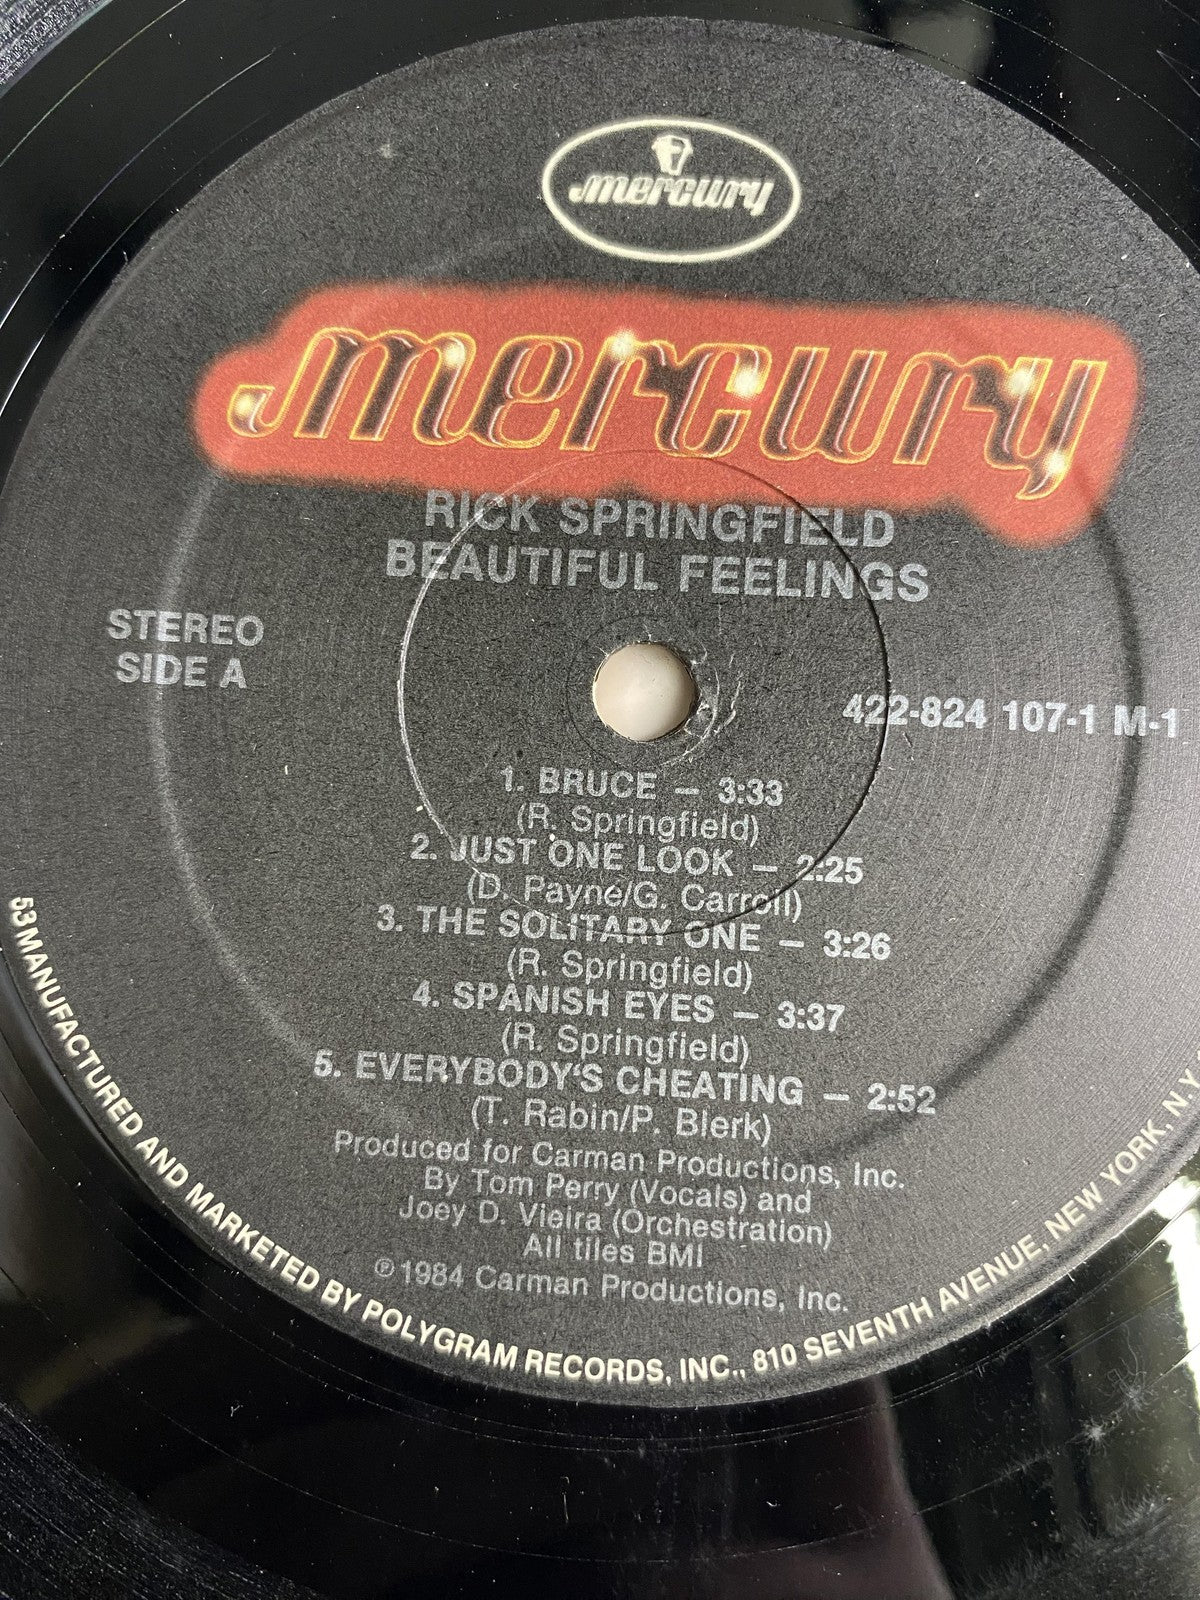 mercury
mercury
RICK SPRINGFIELD
BEAUTIFUL FEELINGS
STEREO
SIDE A
422-824 107-1 M-1
1. BRUCE — 3:33
(R. Springfield)
2. JUST ONE LOOK — 2:25
(D. Payne/G. Carroll)
3. THE SOLITARY ONE — 3:26
(R. Springfield)
4. SPANISH EYES — 3:37
(R. Springfield)
5. EVERYBODY'S CHEATING — 2:52
(T. Rabin/P. Blerk)
Produced for Carman Productions, Inc.
By Tom Perry (Vocals) and
Joey D. Vieira (Orchestration)
All tiles BMI
℗ 1984 Carman Productions, Inc.
53 MANUFACTURED AND MARKETED BY POLYGRAM RECORDS, INC., 810 SEVENTH AVENUE, NEW YORK, N.Y.